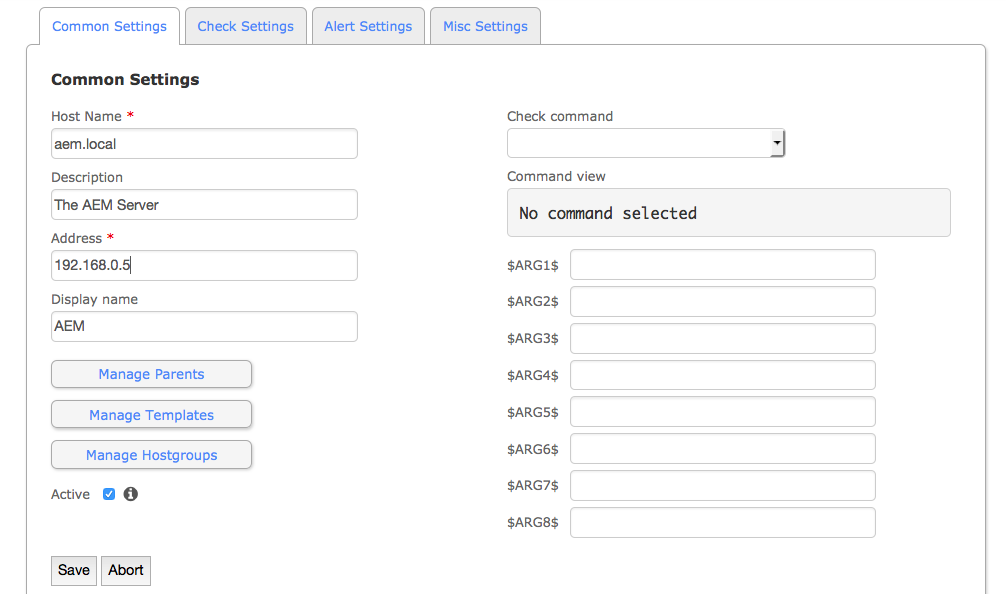 Common Settings
Check Settings
Alert Settings
Misc Settings
Common Settings
Host Name *
aem.local
Description
The AEM Server
Address *
192.168.0.5
Display name
AEM
Manage Parents
Manage Templates
Manage Hostgroups
Active
Save
Abort
Check command
Command view
No command selected
$ARG1$
$ARG2$
$ARG3$
$ARG4$
$ARG5$
$ARG6$
$ARG7$
$ARG8$